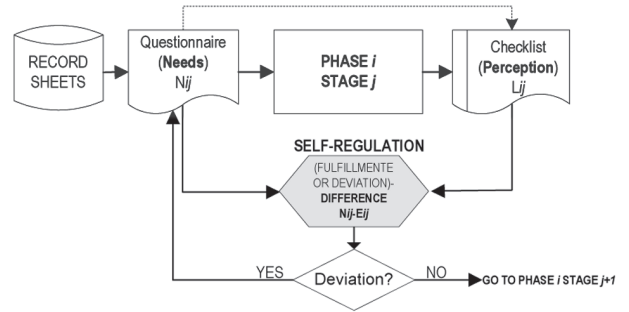 RECORD
SHEETS
Questionnaire
(Needs)
Nij
PHASE i
STAGE j
Checklist
(Perception)
Lij
SELF-REGULATION
(FULFILLMENTE
OR DEVIATION)-
DIFFERENCE
Nij-Eij
Deviation?
YES
NO
GO TO PHASE i STAGE j+1